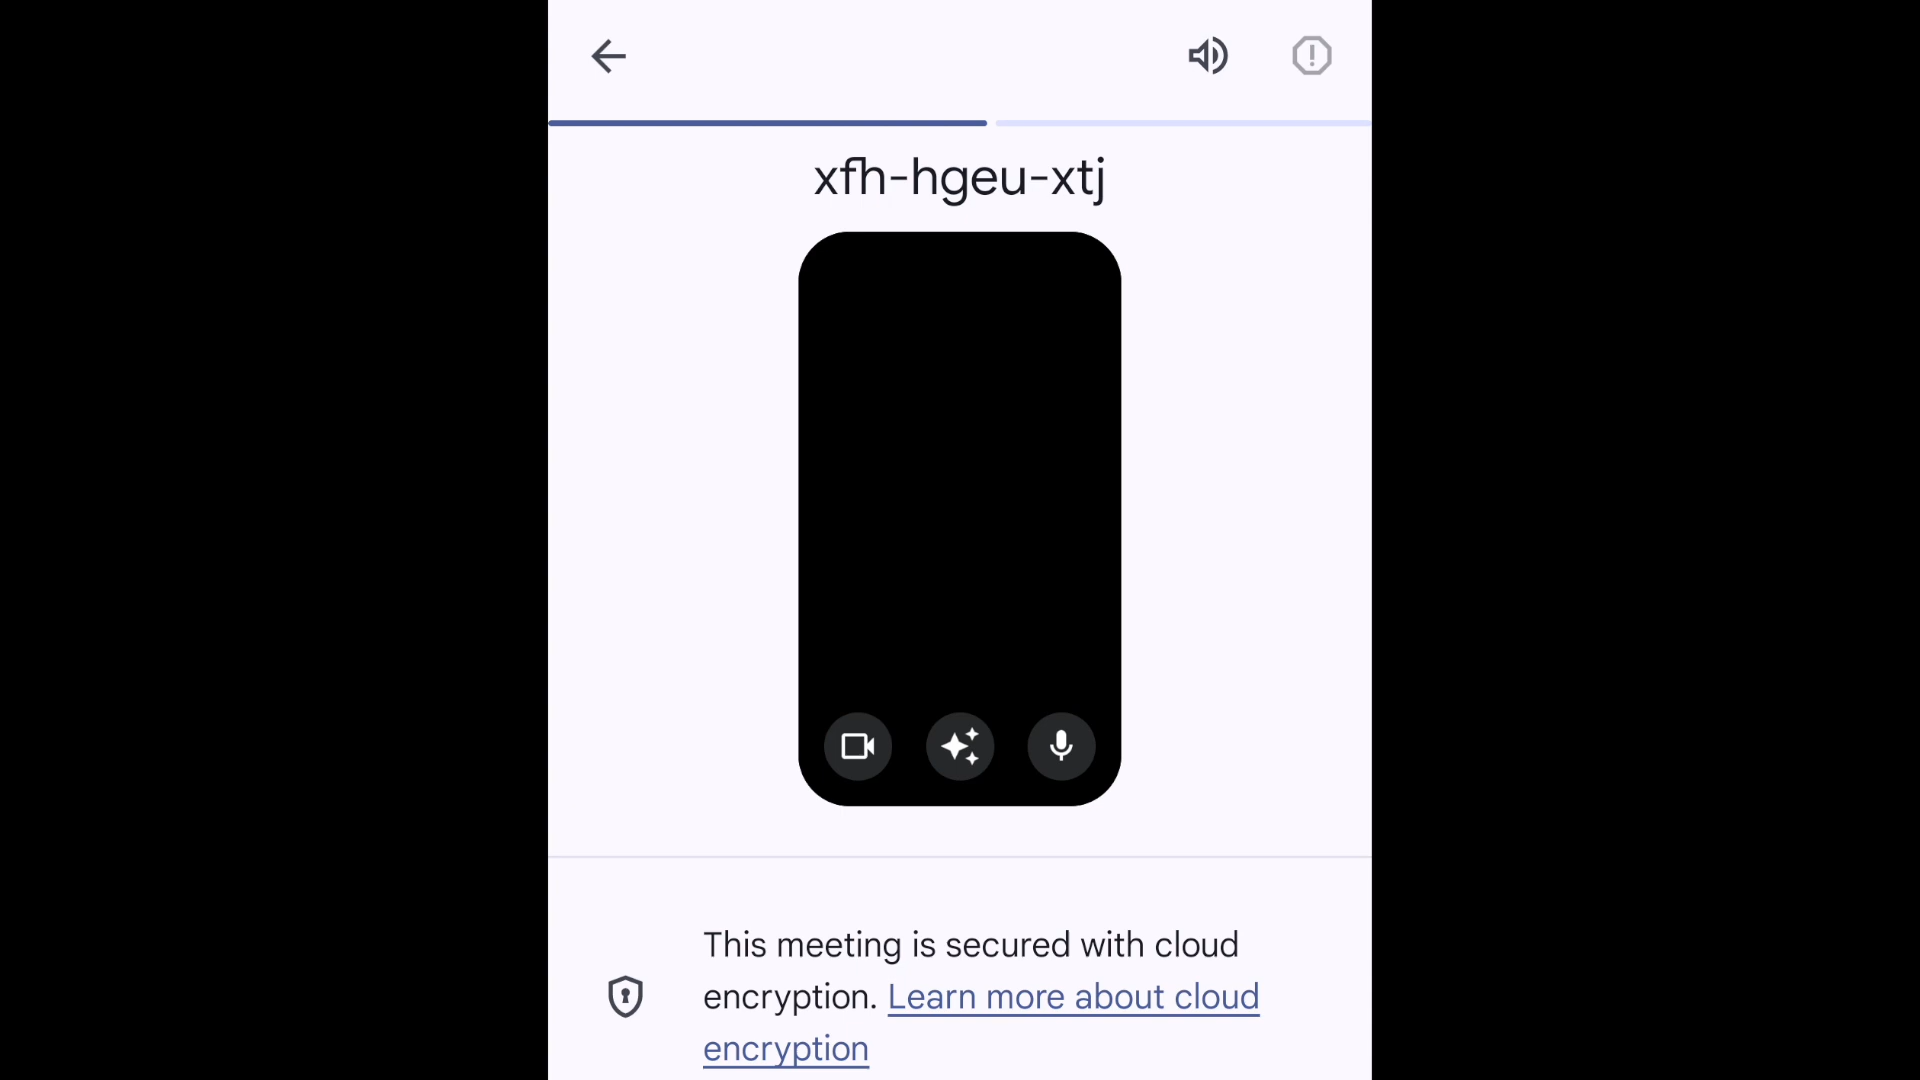 xfh-hgeu-xtj
This meeting is secured with cloud
encryption. Learn more about cloud
encryption